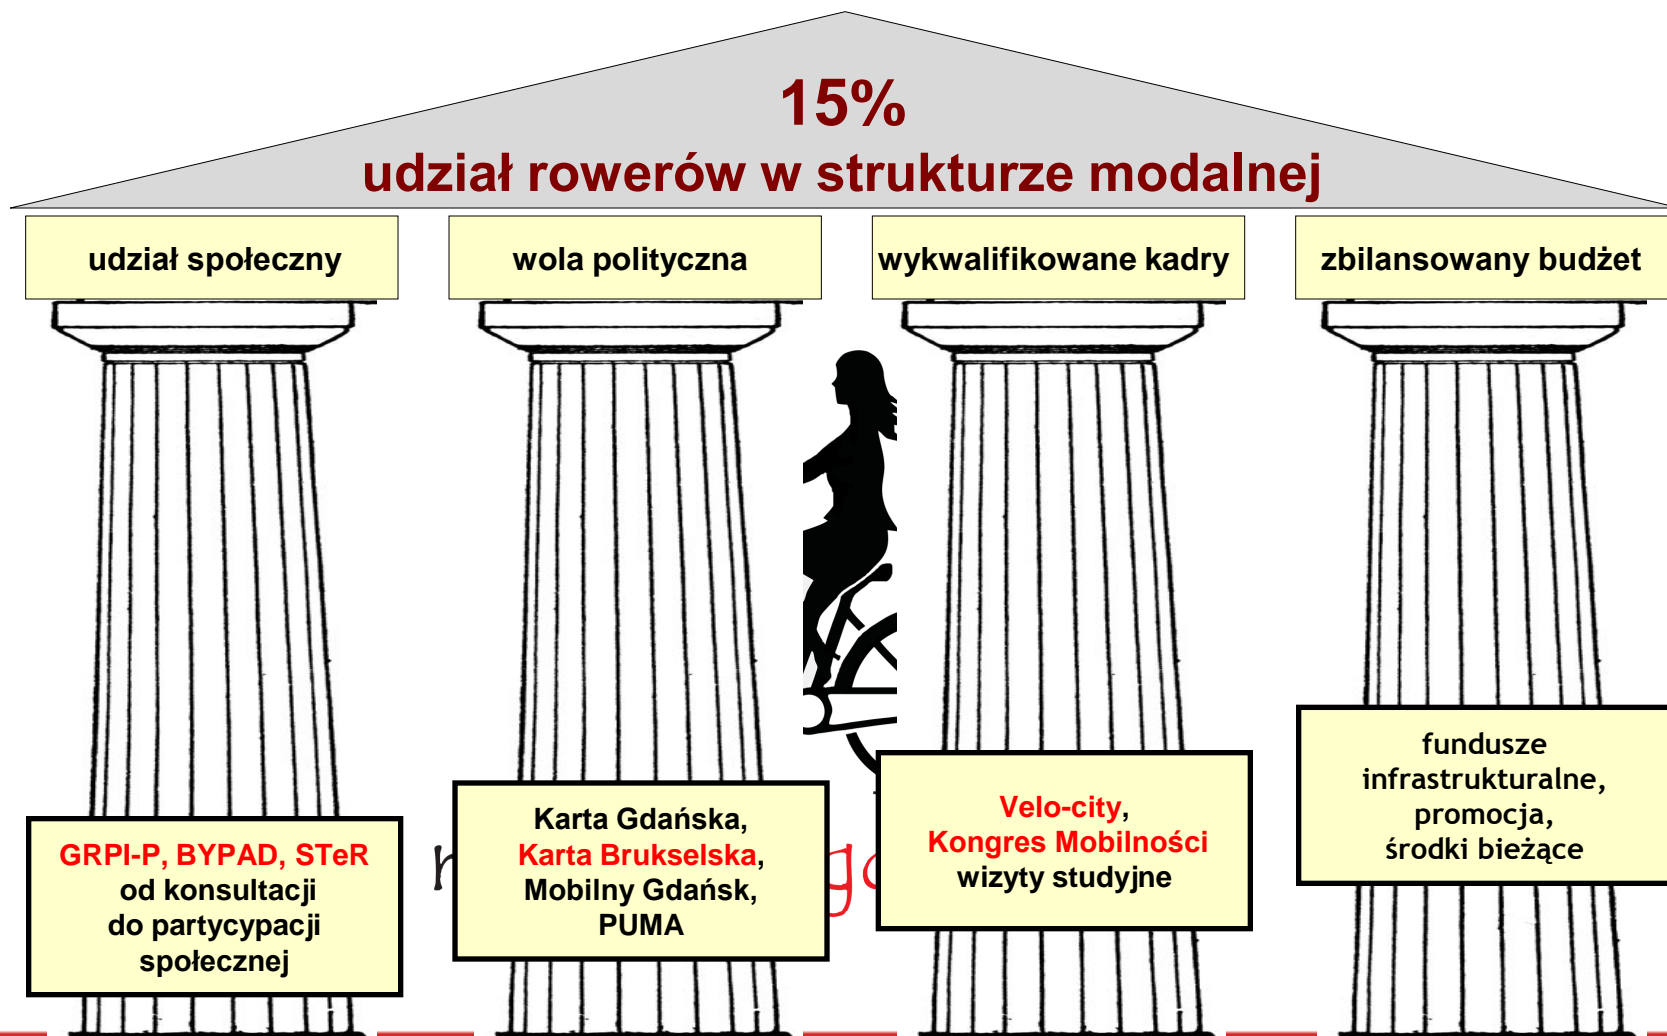 15%
udział rowerów w strukturze modalnej
udział społeczny
wola polityczna
wykwalifikowane kadry
zbilansowany budżet
GRPI-P, BYPAD, STeR
od konsultacji
do partycypacji
społecznej
Karta Gdańska,
Karta Brukselska,
Mobilny Gdańsk,
PUMA
Velo-city,
Kongres Mobilności
wizyty studyjne
fundusze
infrastrukturalne,
promocja,
środki bieżące